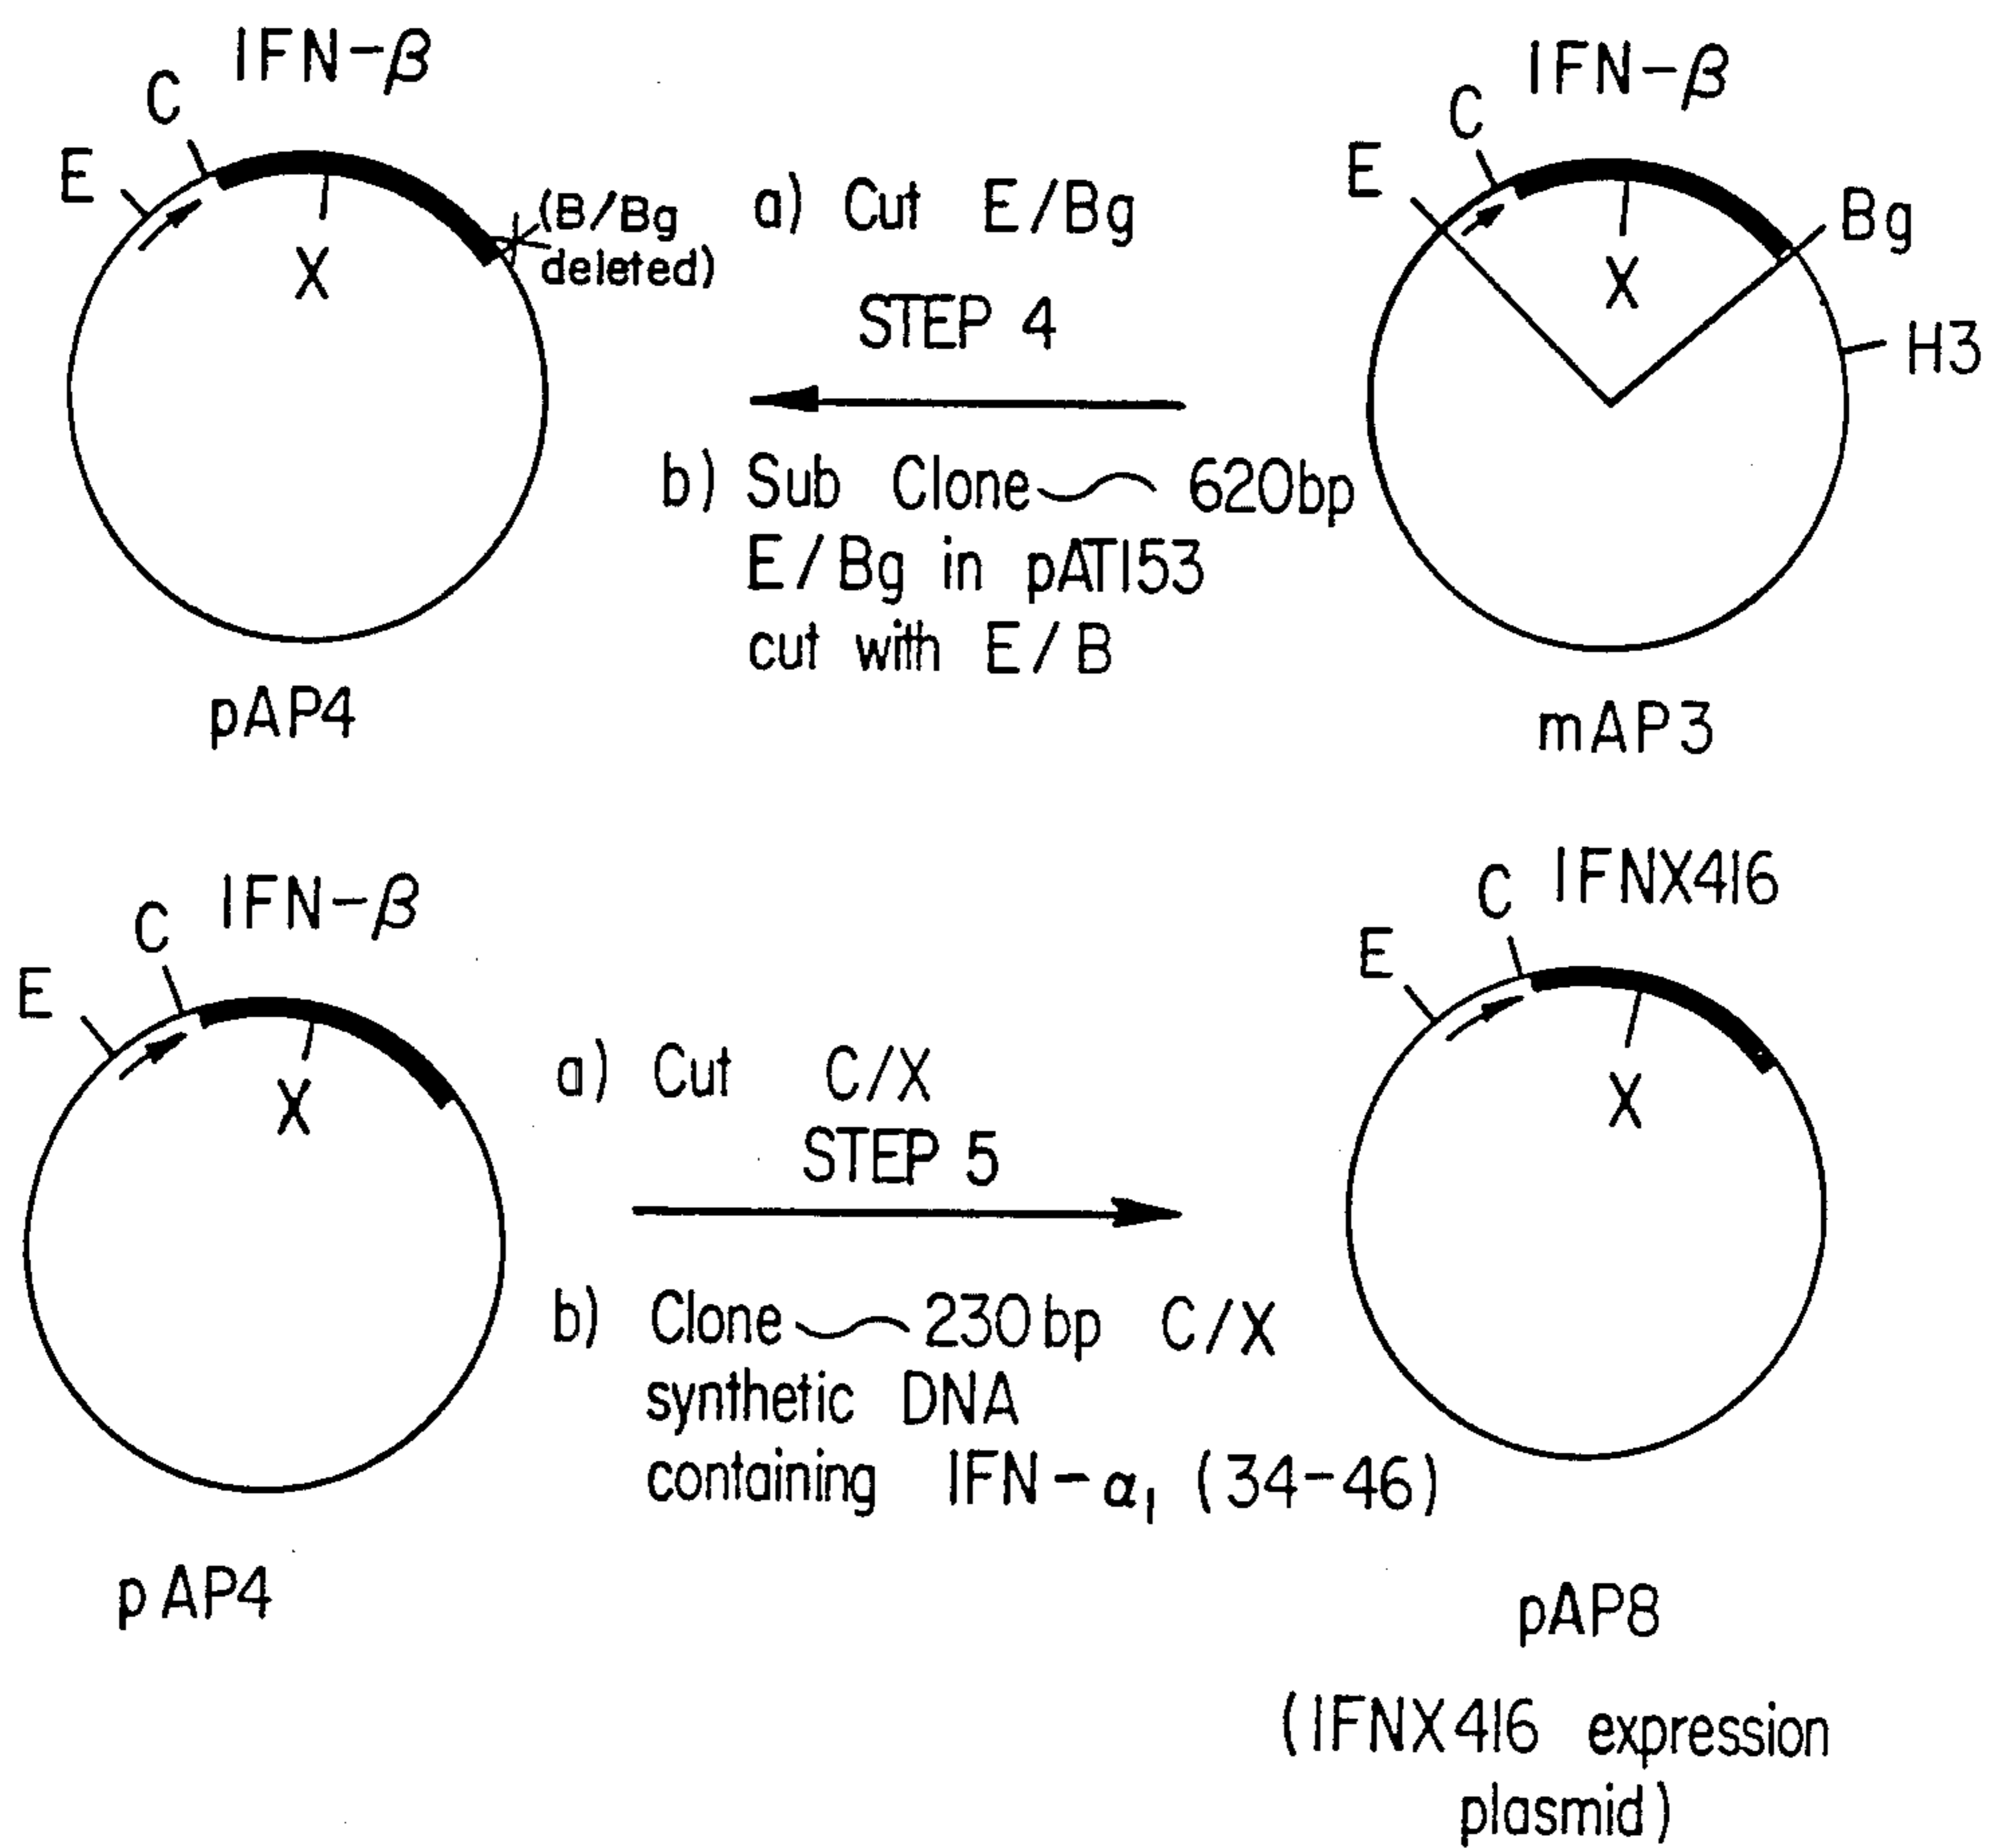 IFN-β
C
E
X
(B/Bg
deleted)
pAP4
a) Cut E/Bg
STEP 4
b) Sub Clone ~ 620bp
E/Bg in pAT153
cut with E/B
IFN-β
C
E
Bg
X
H3
mAP3
IFN-β
C
E
X
pAP4
a) Cut C/X
STEP 5
b) Clone ~ 230bp C/X
synthetic DNA
containing IFN-α₁ (34-46)
C IFNX416
E
X
pAP8
(IFNX416 expression
plasmid)